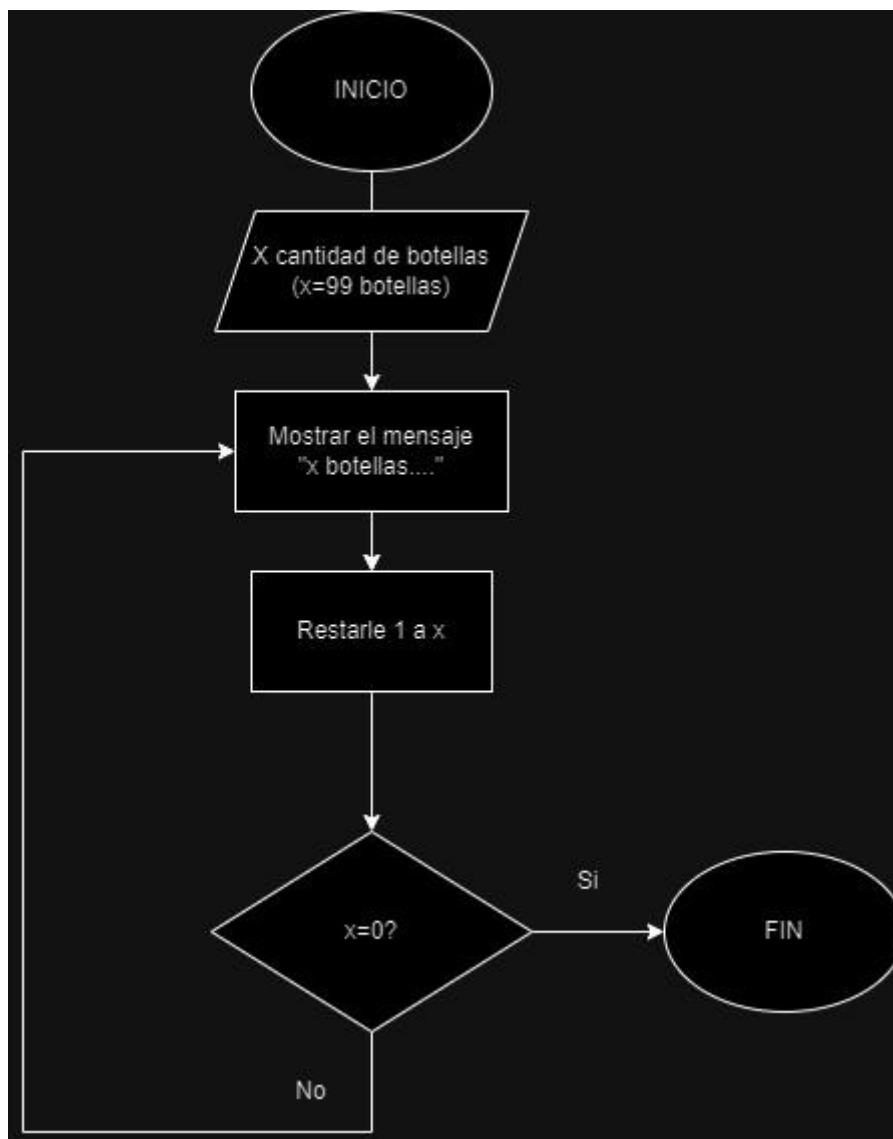 INICIO
X cantidad de botellas
(x=99 botellas)
Mostrar el mensaje
"x botellas...."
Restarle 1 a x
x=0?
Si
FIN
No